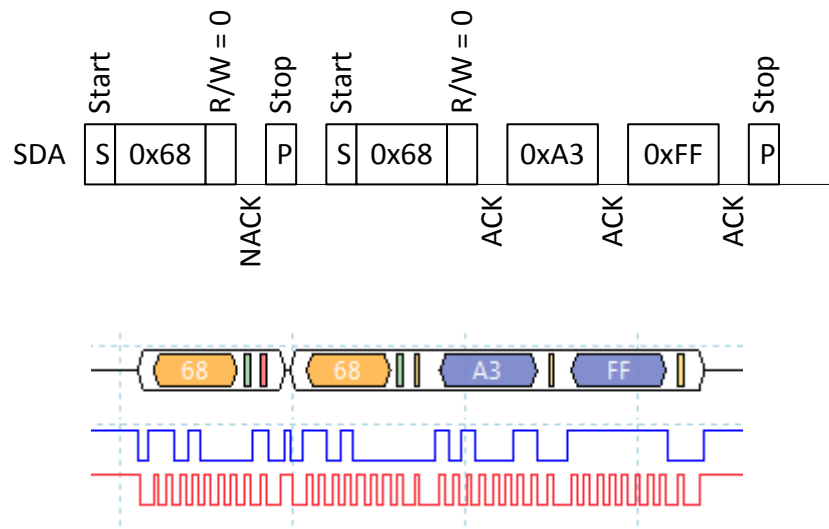 Start
R/W = 0
Stop
Start
R/W = 0
Stop
SDA
S
0x68
P
S
0x68
0xA3
0xFF
P
NACK
ACK
ACK
ACK
68
68
A3
FF